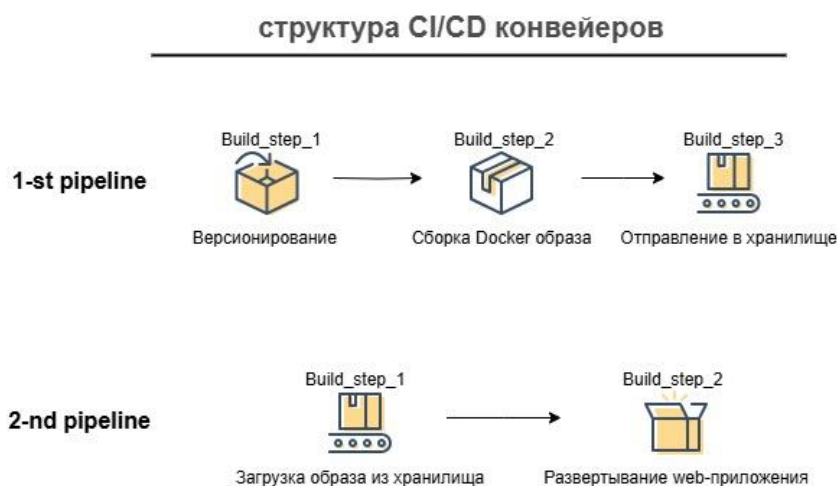 структура CI/CD конвейеров
Build_step_1
Build_step_2
Build_step_3
1-st pipeline
Версионирование
Сборка Docker образа
Отправление в хранилище
Build_step_1
Build_step_2
2-nd pipeline
Загрузка образа из хранилища
Развертывание web-приложения